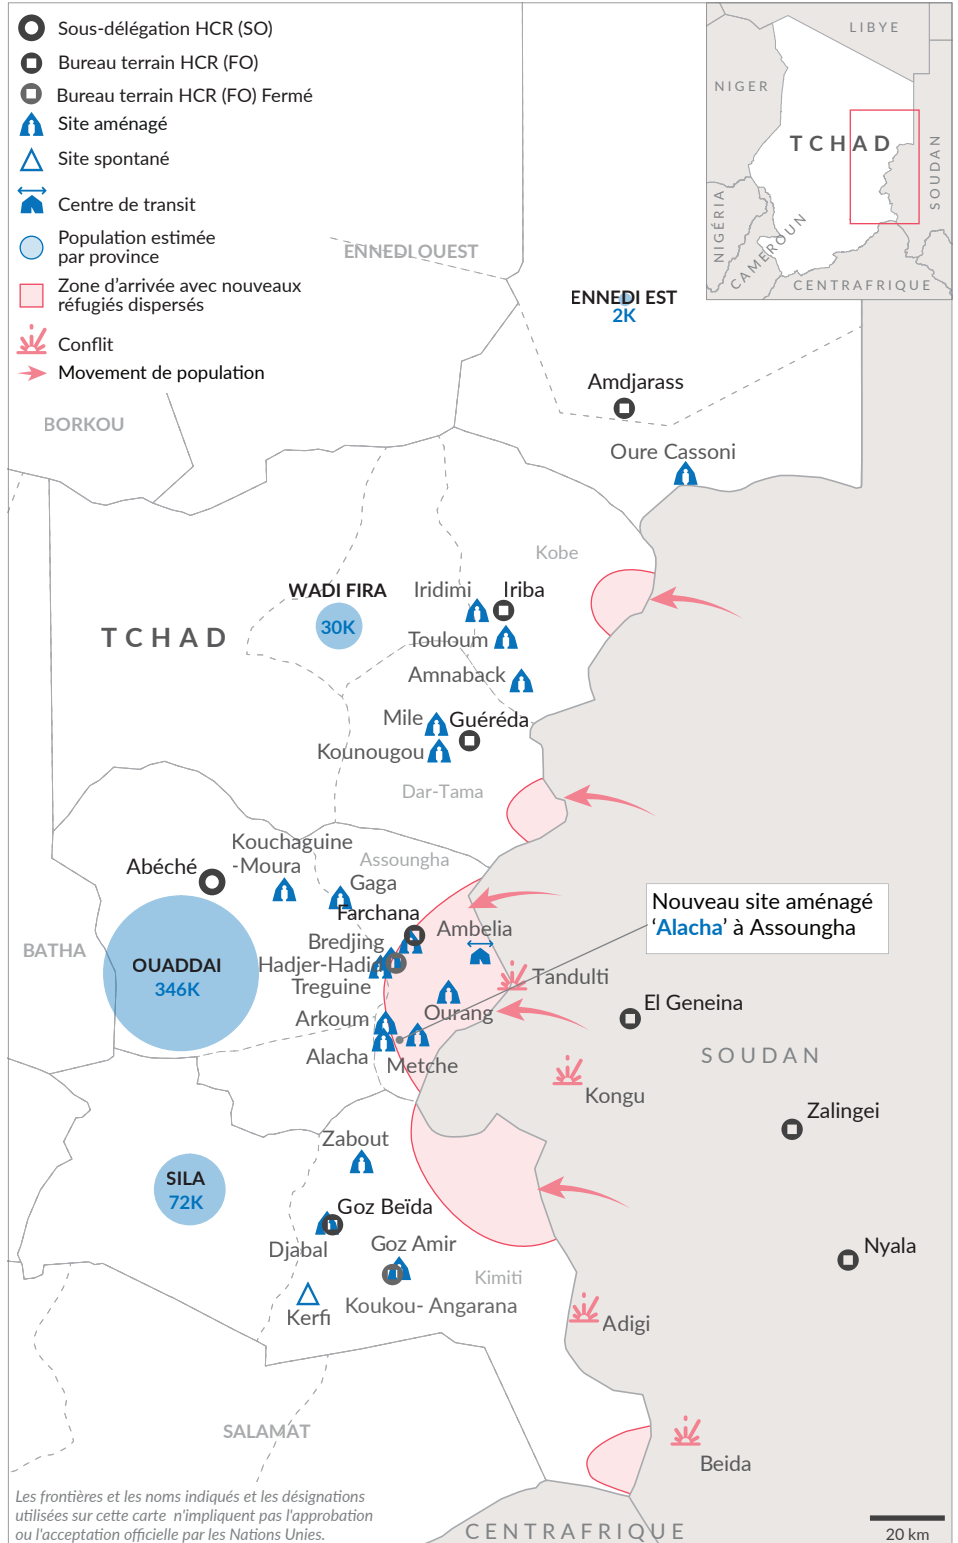 Sous-délégation HCR (SO)
Bureau terrain HCR (FO)
Bureau terrain HCR (FO) Fermé
Site aménagé
Site spontané
Centre de transit
Population estimée
par province
Zone d'arrivée avec nouveaux
réfugiés dispersés
Conflit
Movement de population
LIBYE
NIGER
TCHAD
SOUDAN
NIGÉRIA
CAMEROUN
CENTRAFRIQUE
ENNEDI OUEST
ENNEDI EST
2K
Amdjarass
BORKOU
Oure Cassoni
Kobe
WADI FIRA
30K
Iridimi
Iriba
TCHAD
Touloum
Amnaback
Mile
Guéréda
Kounougou
Dar-Tama
Kouchaguine
-Moura
Assoungha
Abéché
Gaga
Farchana
Nouveau site aménagé
'Alacha' à Assoungha
Ambelia
Bredjing
BATHA
OUADDAI
346K
Hadjer-Hadid
Treguine
Tandulti
El Geneina
Ourang
Arkoum
Alacha
Metche
SOUDAN
Kongu
Zalingei
Zabout
SILA
72K
Goz Beïda
Djabal
Goz Amir
Nyala
Kimiti
Kerfi
Koukou- Angarana
Adigi
SALAMAT
Beida
Les frontières et les noms indiqués et les désignations
utilisées sur cette carte n'impliquent pas l'approbation
ou l'acceptation officielle par les Nations Unies.
CENTRAFRIQUE
20 km